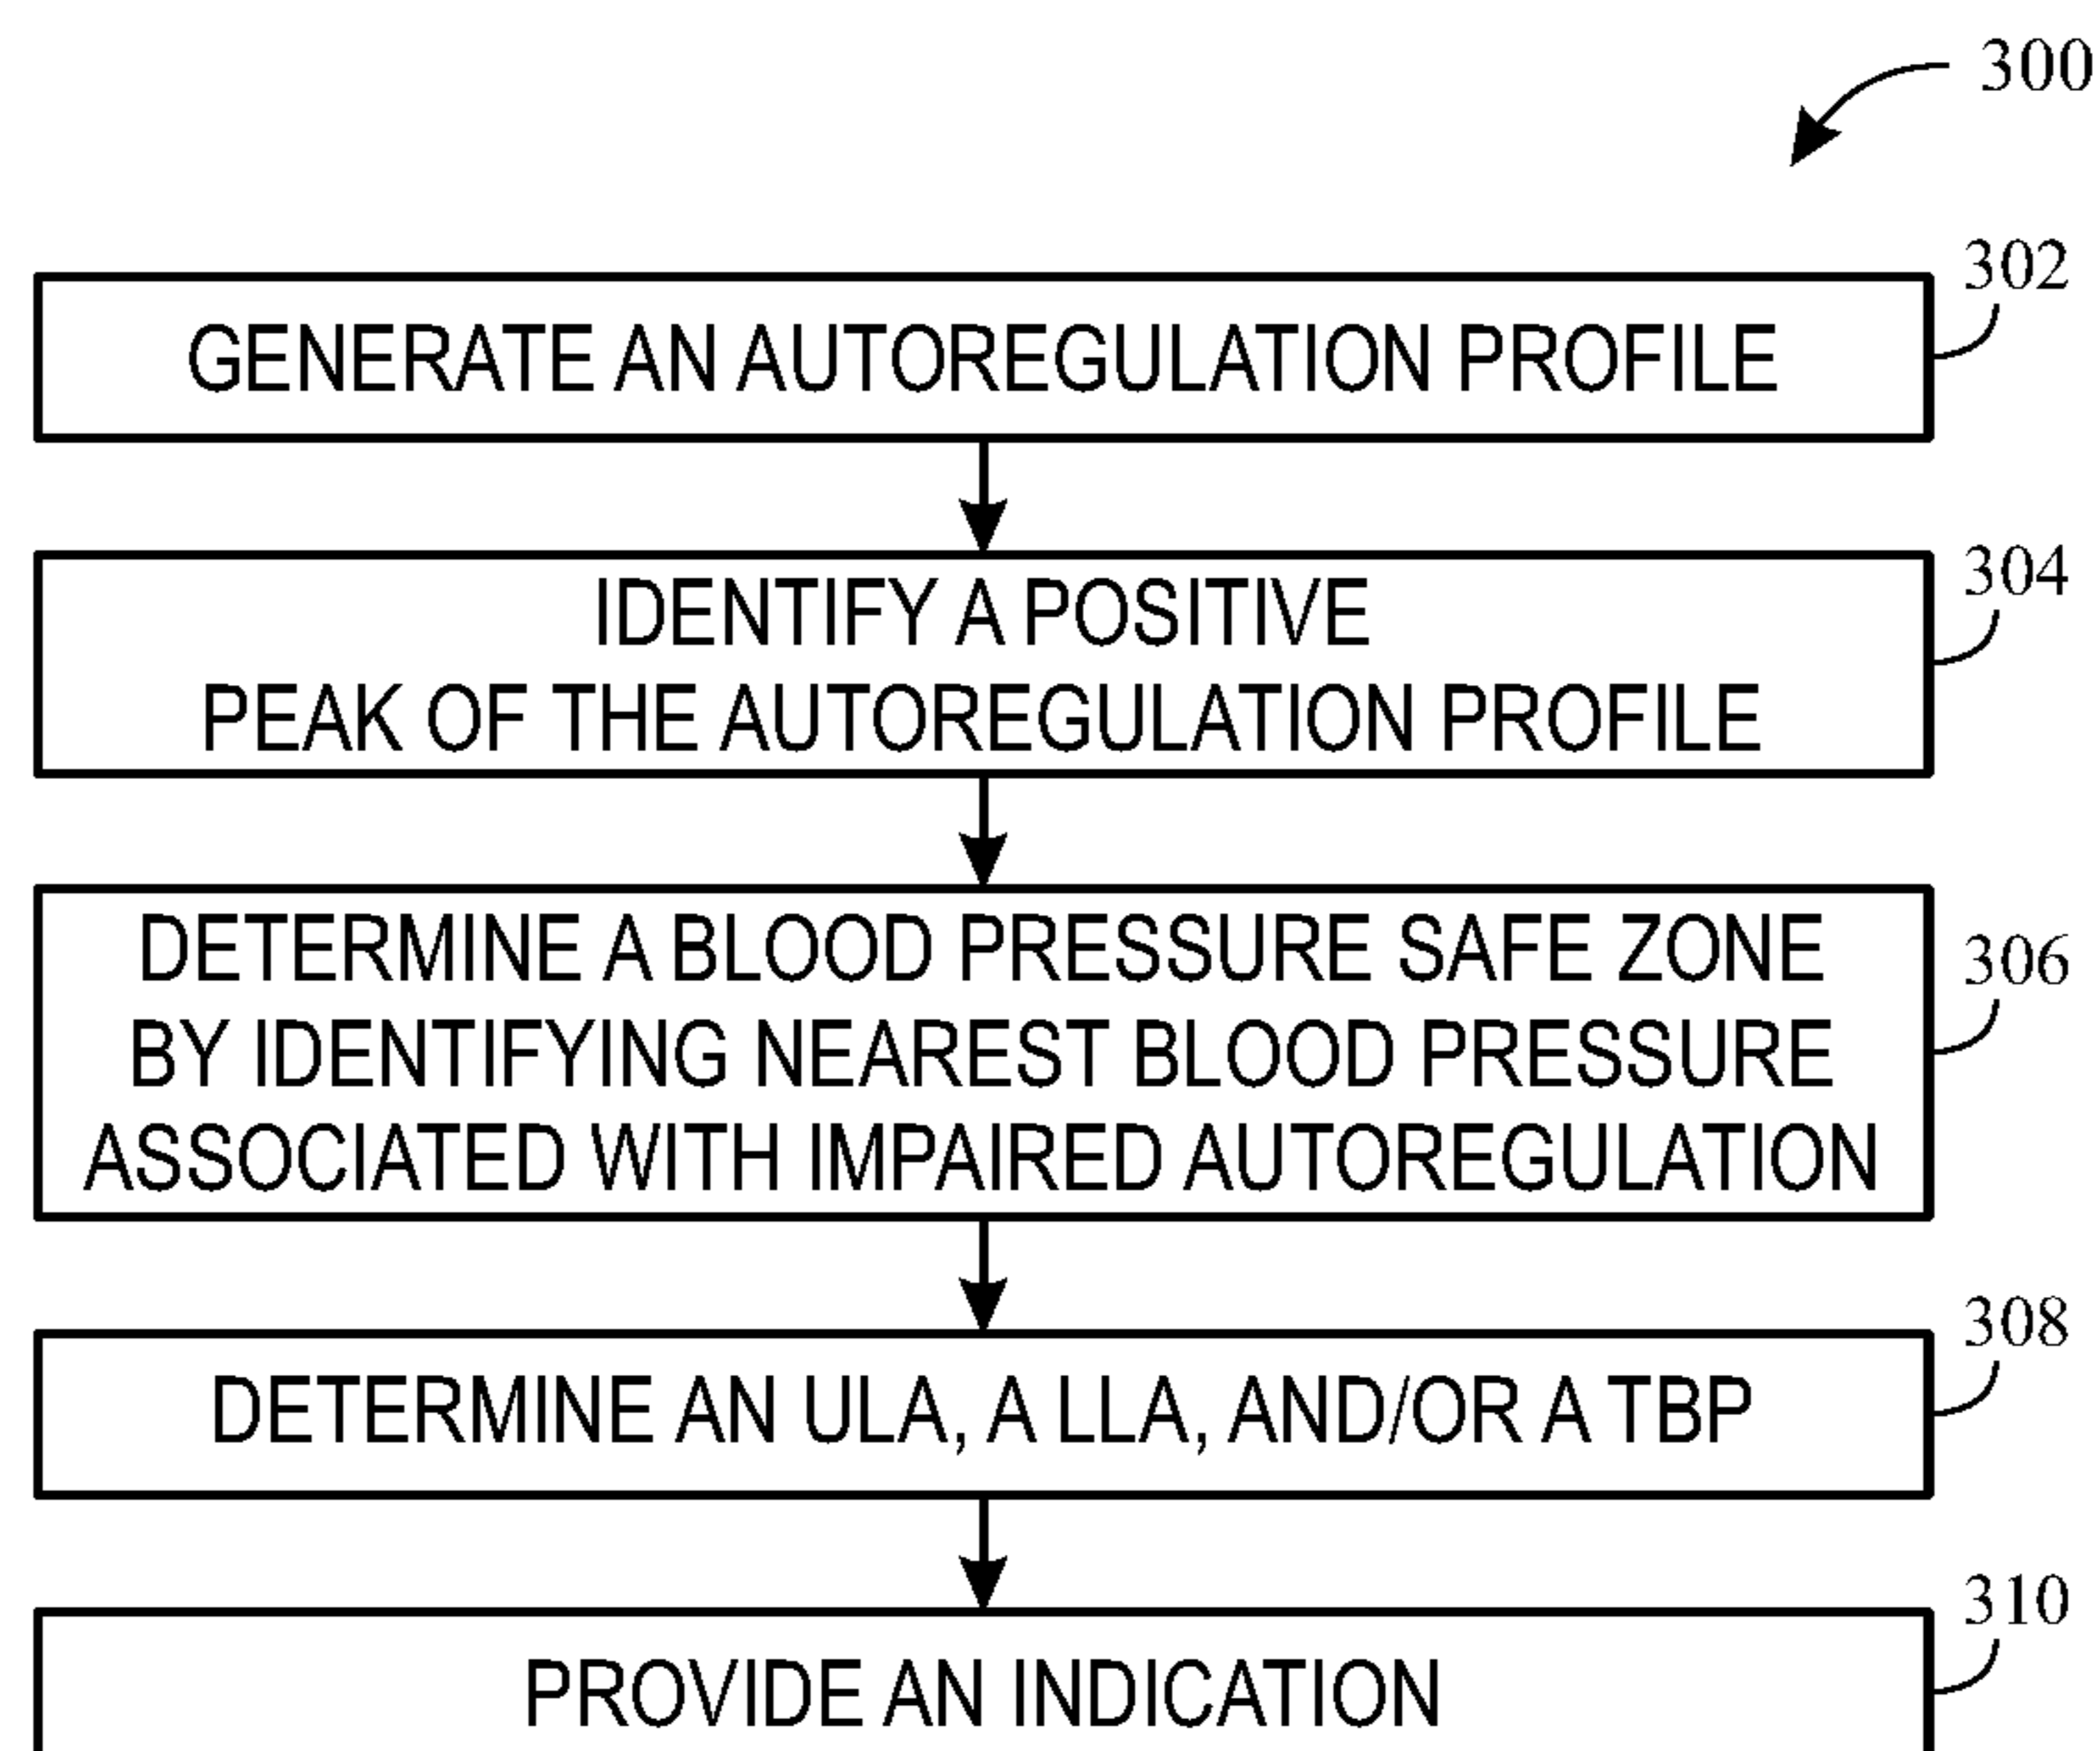 300
302
GENERATE AN AUTOREGULATION PROFILE
304
IDENTIFY A POSITIVE
PEAK OF THE AUTOREGULATION PROFILE
306
DETERMINE A BLOOD PRESSURE SAFE ZONE
BY IDENTIFYING NEAREST BLOOD PRESSURE
ASSOCIATED WITH IMPAIRED AUTOREGULATION
308
DETERMINE AN ULA, A LLA, AND/OR A TBP
310
PROVIDE AN INDICATION